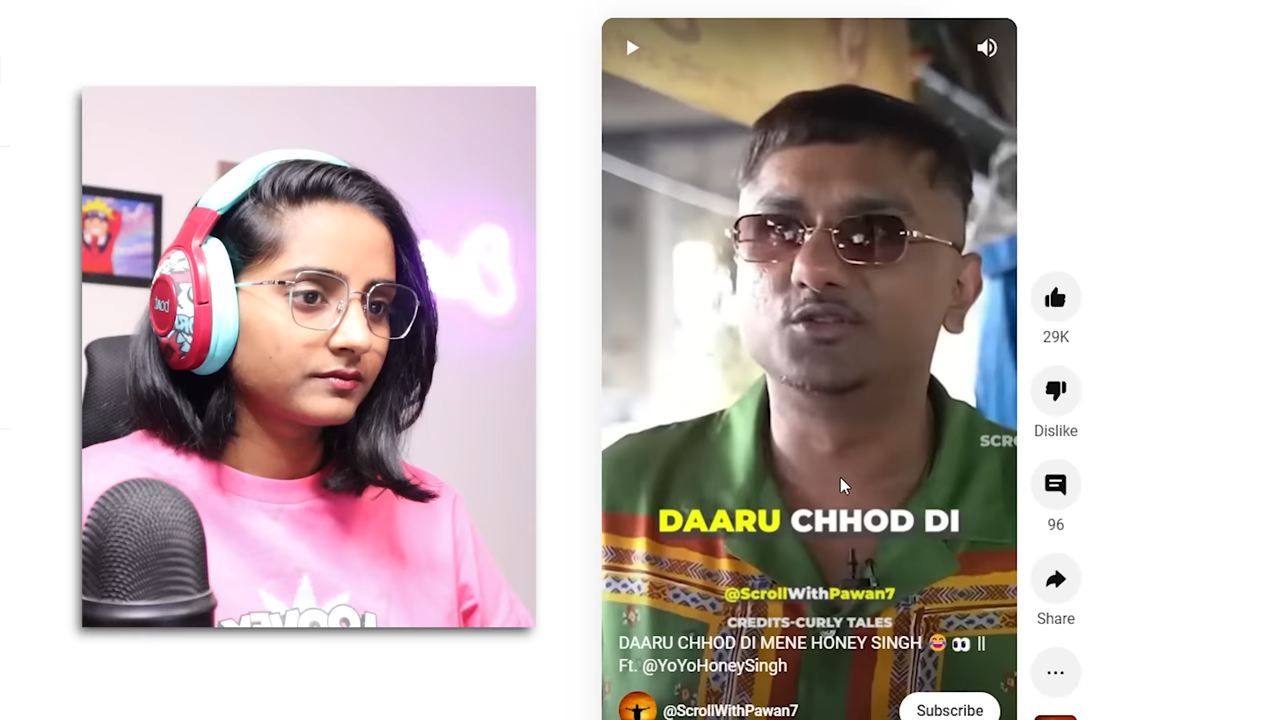 SCRO
DAARU CHHOD DI
@ScrollWithPawan7
CREDITS-CURLY TALES
DAARU CHHOD DI MENE HONEY SINGH 😂 👀 ||
Ft. @YoYoHoneySingh
@ScrollWithPawan7
Subscribe
29K
Dislike
96
Share